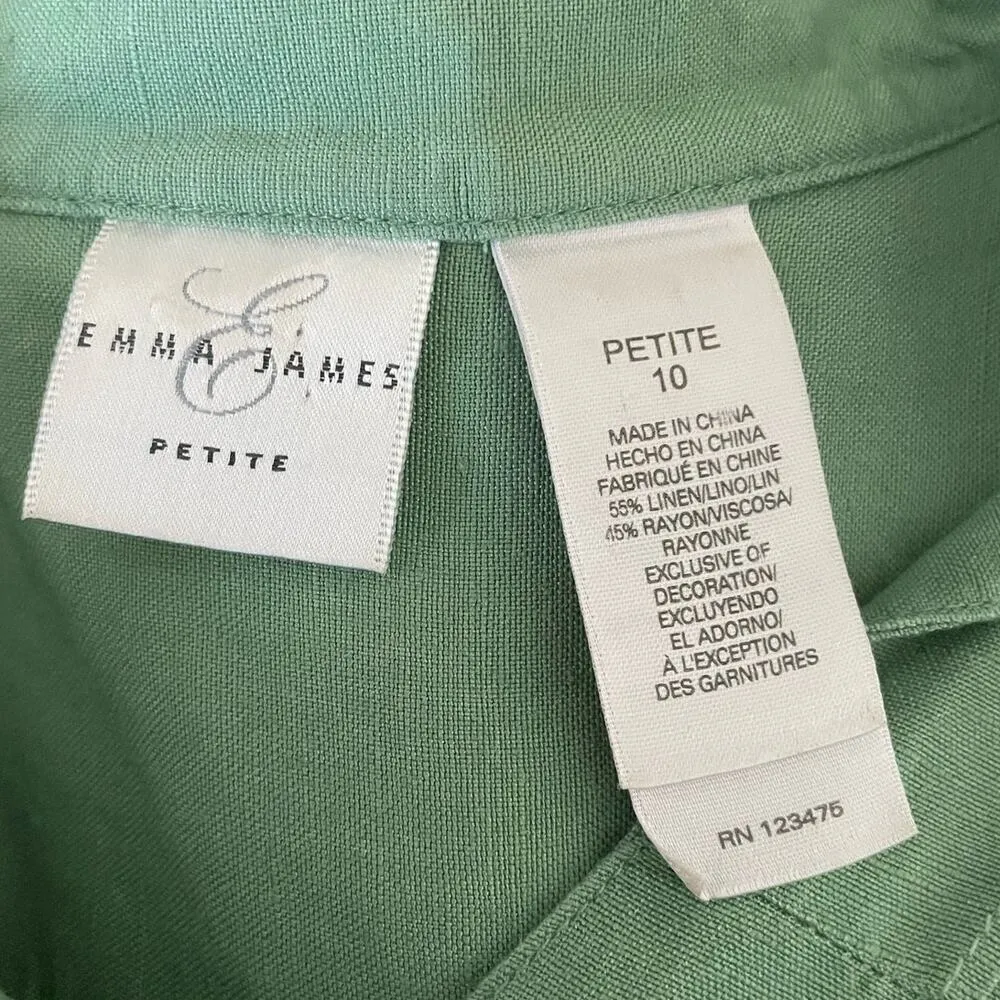 E
EMMA JAMES
PETITE
PETITE
10
MADE IN CHINA
HECHO EN CHINA
FABRIQUÉ EN CHINE
55% LINEN/LINO/LIN
45% RAYON/VISCOSA/
RAYONNE
EXCLUSIVE OF
DECORATION/
EXCLUYENDO
EL ADORNO/
À L'EXCEPTION
DES GARNITURES
RN 123475